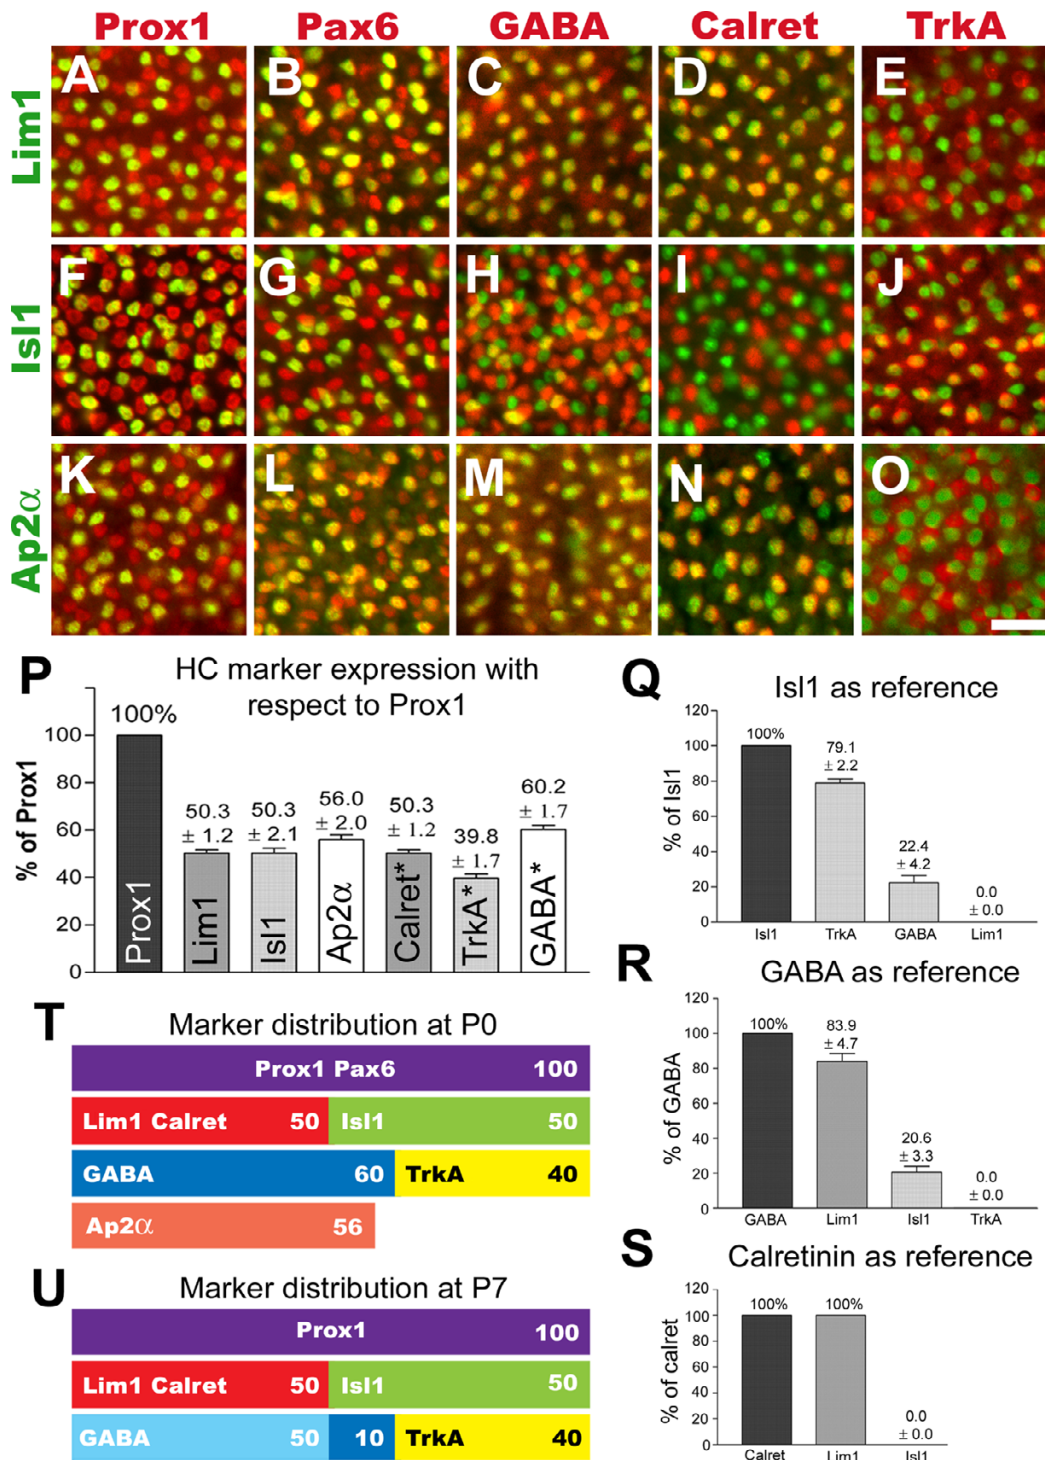 Prox1 Pax6 GABA Calret TrkA
Lim1
A B C D E
Isl1
F G H I J
Ap2α
K L M N O
P
HC marker expression with
respect to Prox1
% of Prox1
100
80
60
40
20
0
100%
50.3
± 1.2
50.3
± 2.1
56.0
± 2.0
50.3
± 1.2
39.8
± 1.7
60.2
± 1.7
Prox1
Lim1
Isl1
Ap2α
Calret*
TrkA*
GABA*
Q
Isl1 as reference
% of Isl1
120
100
80
60
40
20
0
100%
79.1
± 2.2
22.4
± 4.2
0.0
± 0.0
Isl1 TrkA GABA Lim1
R
GABA as reference
% of GABA
120
100
80
60
40
20
0
100%
83.9
± 4.7
20.6
± 3.3
0.0
± 0.0
GABA Lim1 Isl1 TrkA
S
Calretinin as reference
% of calret
120
100
80
60
40
20
0
100% 100%
0.0
± 0.0
Calret Lim1 Isl1
T
Marker distribution at P0
Prox1 Pax6 100
Lim1 Calret 50 Isl1 50
GABA 60 TrkA 40
Ap2α 56
U
Marker distribution at P7
Prox1 100
Lim1 Calret 50 Isl1 50
GABA 50 10 TrkA 40